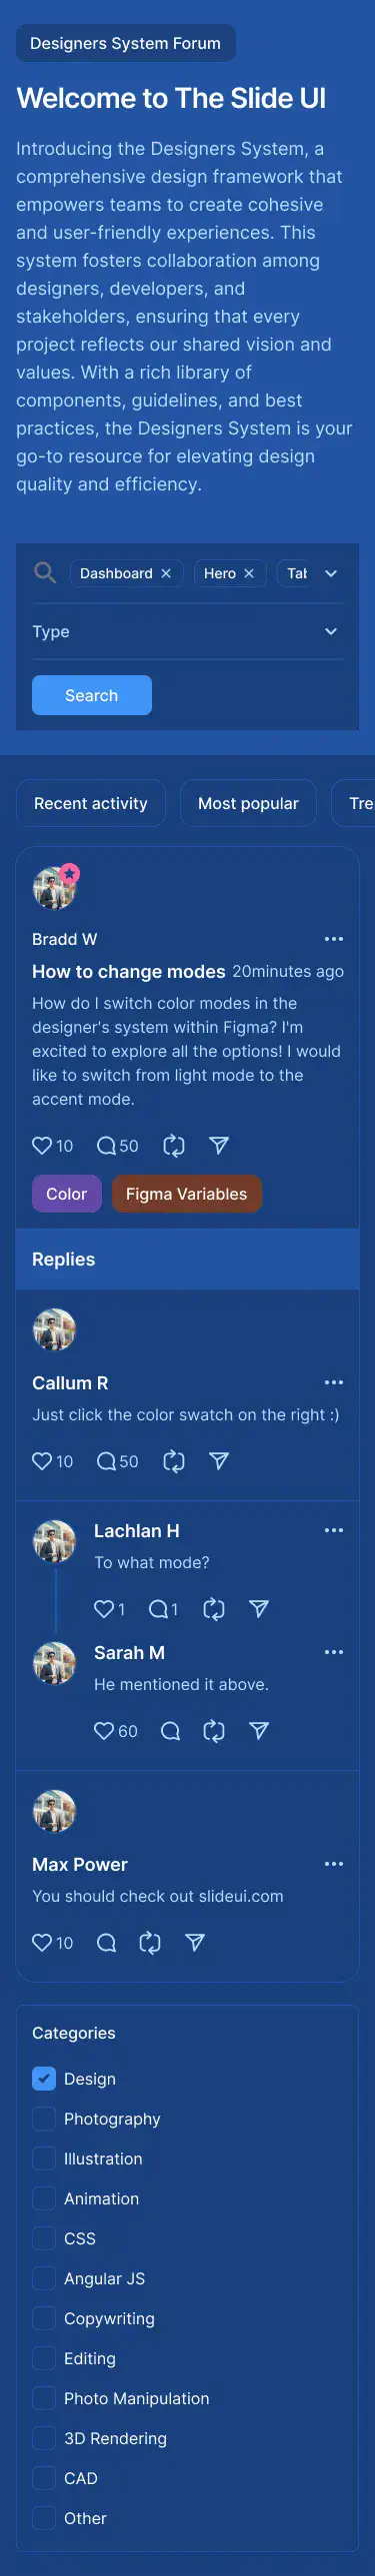 Designers System Forum
Welcome to The Slide UI
Introducing the Designers System, a
comprehensive design framework that
empowers teams to create cohesive
and user-friendly experiences. This
system fosters collaboration among
designers, developers, and
stakeholders, ensuring that every
project reflects our shared vision and
values. With a rich library of
components, guidelines, and best
practices, the Designers System is your
go-to resource for elevating design
quality and efficiency.
Dashboard Hero Tab
Type
Search
Recent activity Most popular Tre
Bradd W
How to change modes 20minutes ago
How do I switch color modes in the
designer's system within Figma? I'm
excited to explore all the options! I would
like to switch from light mode to the
accent mode.
10 50
Color Figma Variables
Replies
Callum R
Just click the color swatch on the right :)
10 50
Lachlan H
To what mode?
1 1
Sarah M
He mentioned it above.
60
Max Power
You should check out slideui.com
10
Categories
Design
Photography
Illustration
Animation
CSS
Angular JS
Copywriting
Editing
Photo Manipulation
3D Rendering
CAD
Other